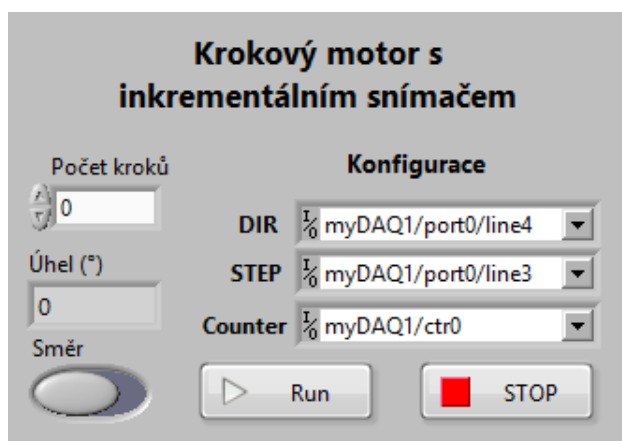 Krokový motor s
inkrementálním snímačem
Počet kroků
0
Úhel (°)
0
Směr
Konfigurace
DIR I/O myDAQ1/port0/line4
STEP I/O myDAQ1/port0/line3
Counter I/O myDAQ1/ctr0
Run
STOP